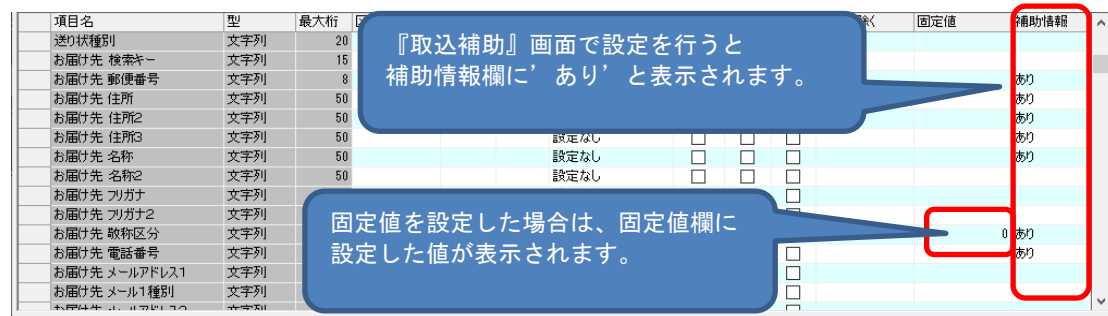 項目名 型 最大桁 除く 固定値 補助情報
送り状種別 文字列 20
お届け先 検索キー 文字列 15
お届け先 郵便番号 文字列 8 あり
お届け先 住所 文字列 50 あり
お届け先 住所2 文字列 50 あり
お届け先 住所3 文字列 50 設定なし あり
お届け先 名称 文字列 50 設定なし あり
お届け先 名称2 文字列 50 設定なし
お届け先 フリガナ 文字列
お届け先 フリガナ2 文字列
お届け先 敬称区分 文字列 0 あり
お届け先 電話番号 文字列 あり
お届け先 メールアドレス1 文字列
お届け先 メール1種別 文字列
『取込補助』画面で設定を行うと
補助情報欄に’あり’と表示されます。
固定値を設定した場合は、固定値欄に
設定した値が表示されます。